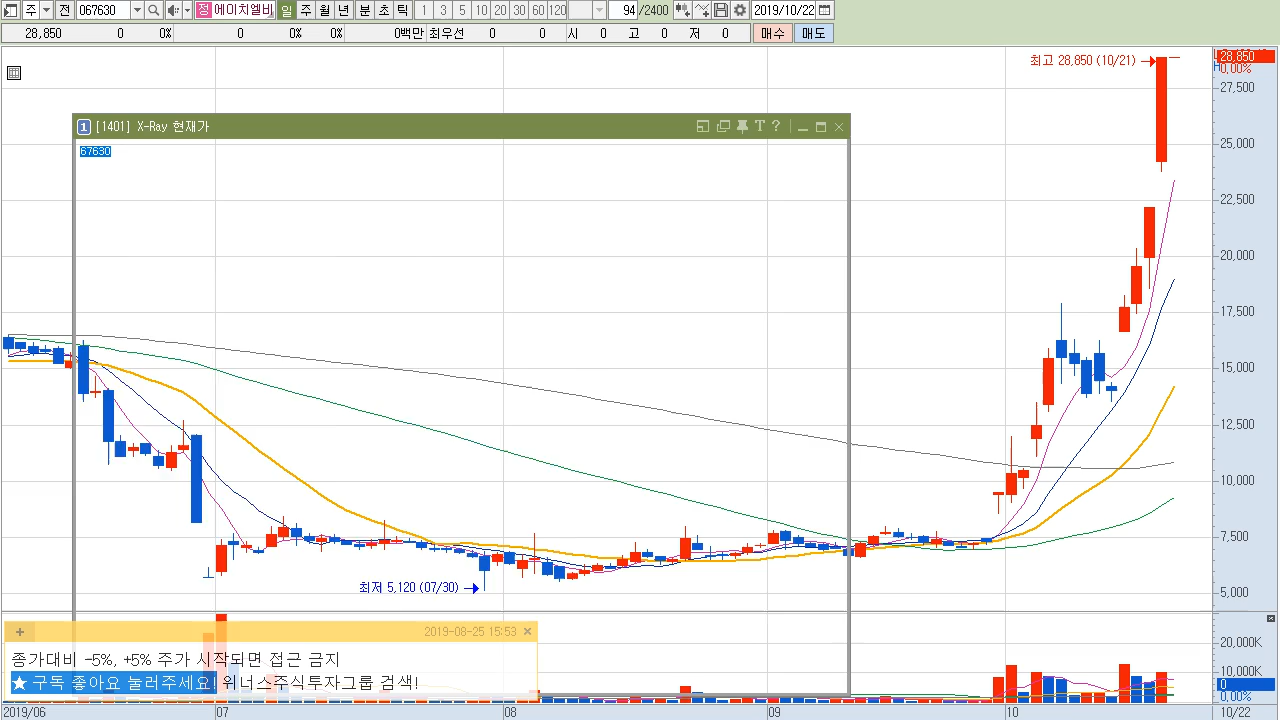 주 전 067630 정 에이치엘비 일 주 월 년 분 초 틱 1 3 5 10 20 30 60 120 94 /2400 2019/10/22
28,850 0 0% 0 0% 0% 0백만 최우선 0 0 시 0 고 0 저 0 매수 매도
최고 28,850 (10/21)
28,850
0,00%
27,500
1 [1401] X-Ray 현재가 T ?
67630
25,000
22,500
20,000
17,500
15,000
12,500
10,000
7,500
최저 5,120 (07/30)
5,000
+ 2019-08-25 15:53 ×
종가대비 -5%, +5% 주가 시작되면 접근 금지
★ 구독 좋아요 눌러주세요! 위너스주식투자그룹 검색!
20,000K
10,000K
0
0,00%
2019/06 07 08 09 10 11/22